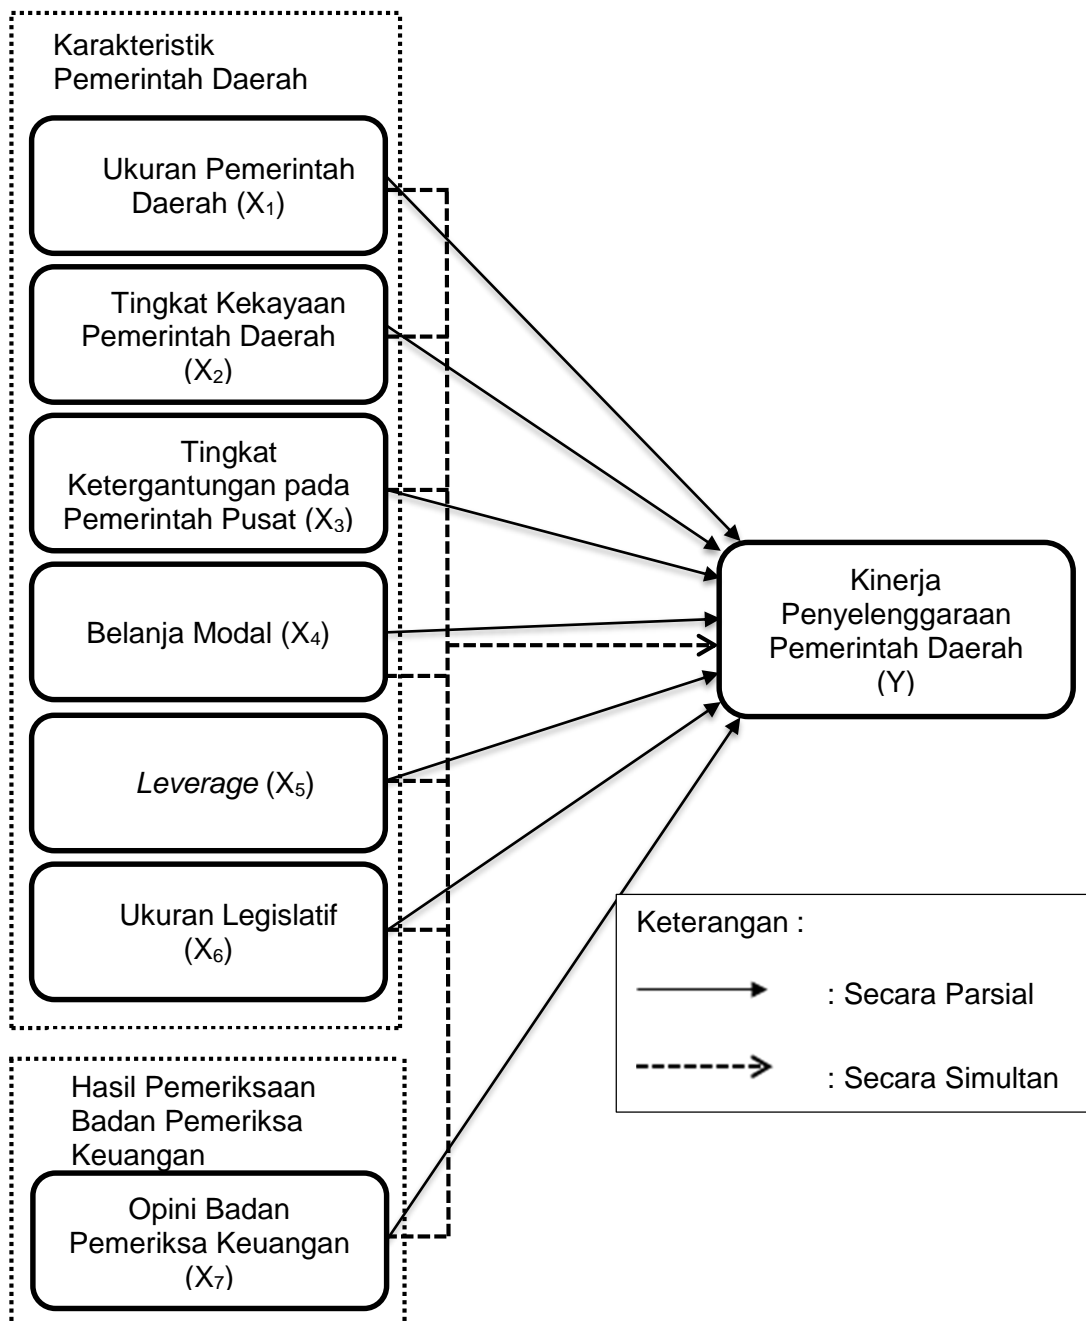 Karakteristik
Pemerintah Daerah
Ukuran Pemerintah
Daerah (X₁)
Tingkat Kekayaan
Pemerintah Daerah
(X₂)
Tingkat
Ketergantungan pada
Pemerintah Pusat (X₃)
Belanja Modal (X₄)
Leverage (X₅)
Ukuran Legislatif
(X₆)
Hasil Pemeriksaan
Badan Pemeriksa
Keuangan
Opini Badan
Pemeriksa Keuangan
(X₇)
Kinerja
Penyelenggaraan
Pemerintah Daerah
(Y)
Keterangan :
: Secara Parsial
: Secara Simultan